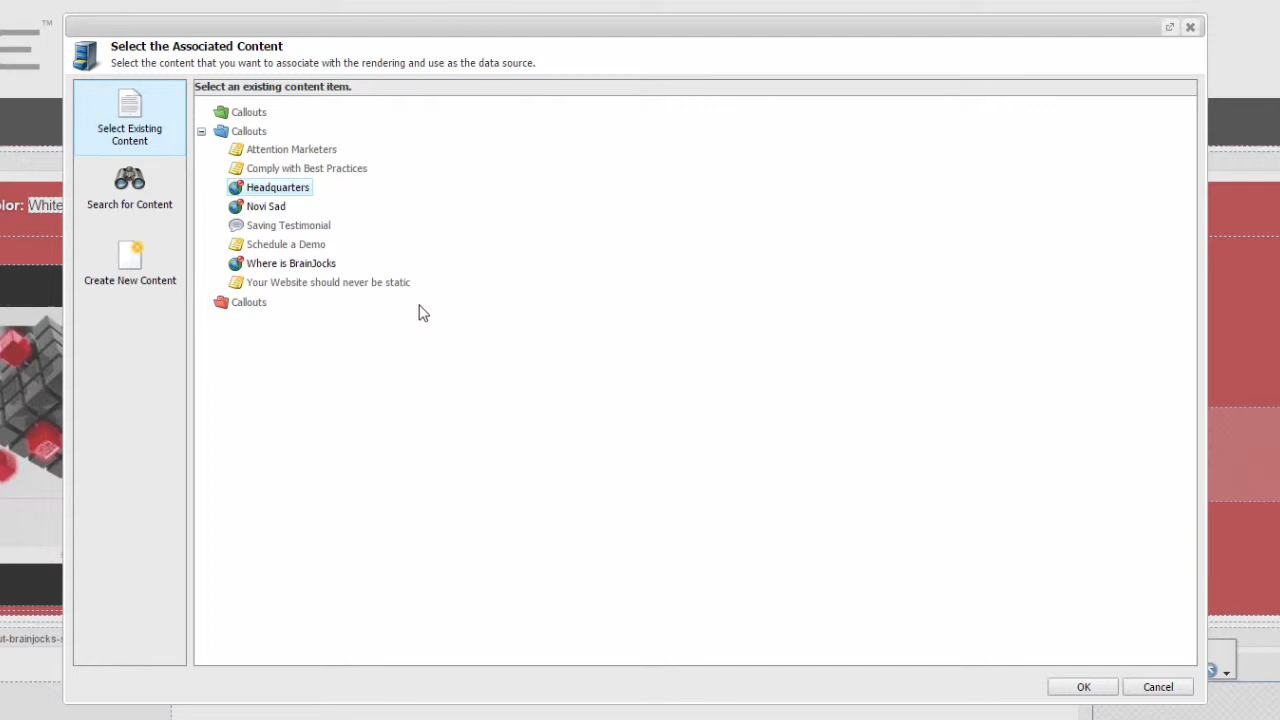 TM
Select the Associated Content
Select the content that you want to associate with the rendering and use as the data source.
Select Existing
Content
Search for Content
Create New Content
Select an existing content item.
Callouts
Callouts
Attention Marketers
Comply with Best Practices
Headquarters
Novi Sad
Saving Testimonial
Schedule a Demo
Where is BrainJocks
Your Website should never be static
Callouts
olor: White
ut-brainjocks-s
OK
Cancel